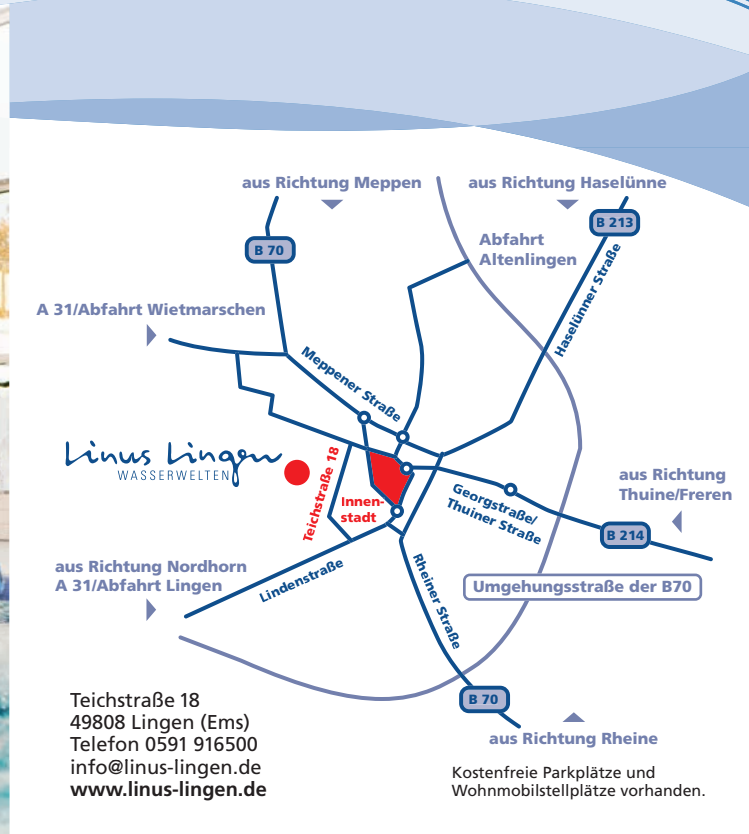 aus Richtung Meppen
aus Richtung Haselünne
B 213
B 70
Abfahrt
Altenlingen
Haselünner Straße
A 31/Abfahrt Wietmarschen
Meppener Straße
Linus Lingen
WASSERWELTEN
Teichstraße 18
Innen-
stadt
Georgstraße/
Thuiner Straße
aus Richtung
Thuine/Freren
B 214
aus Richtung Nordhorn
A 31/Abfahrt Lingen
Lindenstraße
Rheiner Straße
Umgehungsstraße der B70
B 70
aus Richtung Rheine
Teichstraße 18
49808 Lingen (Ems)
Telefon 0591 916500
info@linus-lingen.de
www.linus-lingen.de
Kostenfreie Parkplätze und
Wohnmobilstellplätze vorhanden.